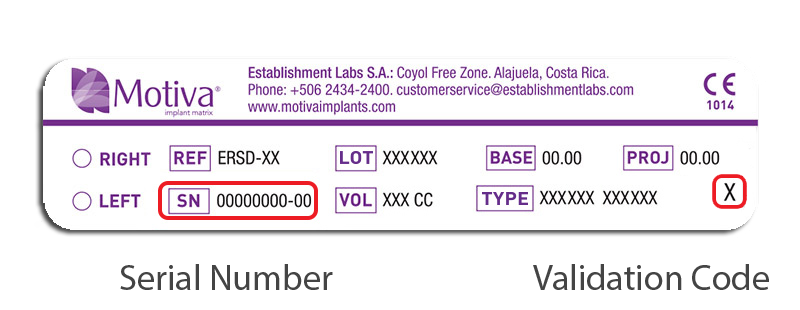 Motiva®
implant matrix
Establishment Labs S.A.: Coyol Free Zone. Alajuela, Costa Rica.
Phone: +506 2434-2400. customerservice@establishmentlabs.com
www.motivaimplants.com
CE
1014
RIGHT REF ERSD-XX LOT XXXXXX BASE 00.00 PROJ 00.00
LEFT SN 00000000-00 VOL XXX CC TYPE XXXXXX XXXXXX X
Serial Number Validation Code